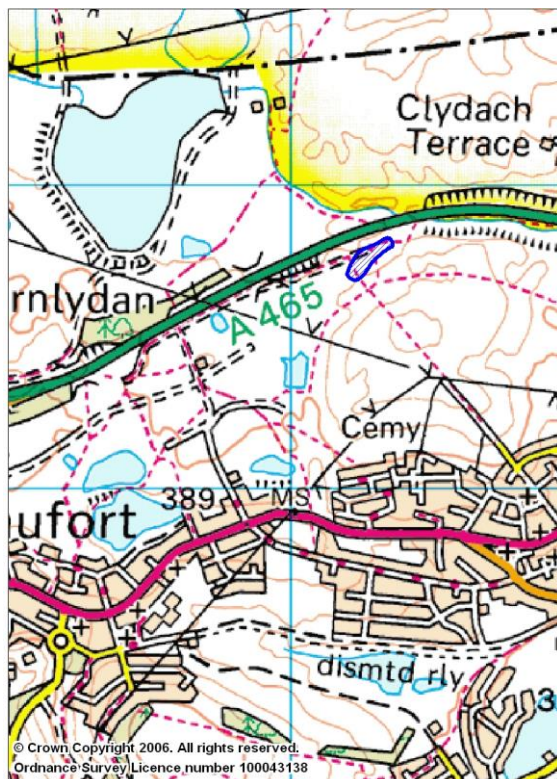 Clydach
Terrace
rnlydan
A 465
Cemy
389
MS
ufort
dismtd rly
3
© Crown Copyright 2006. All rights reserved.
Ordnance Survey Licence number 100043138